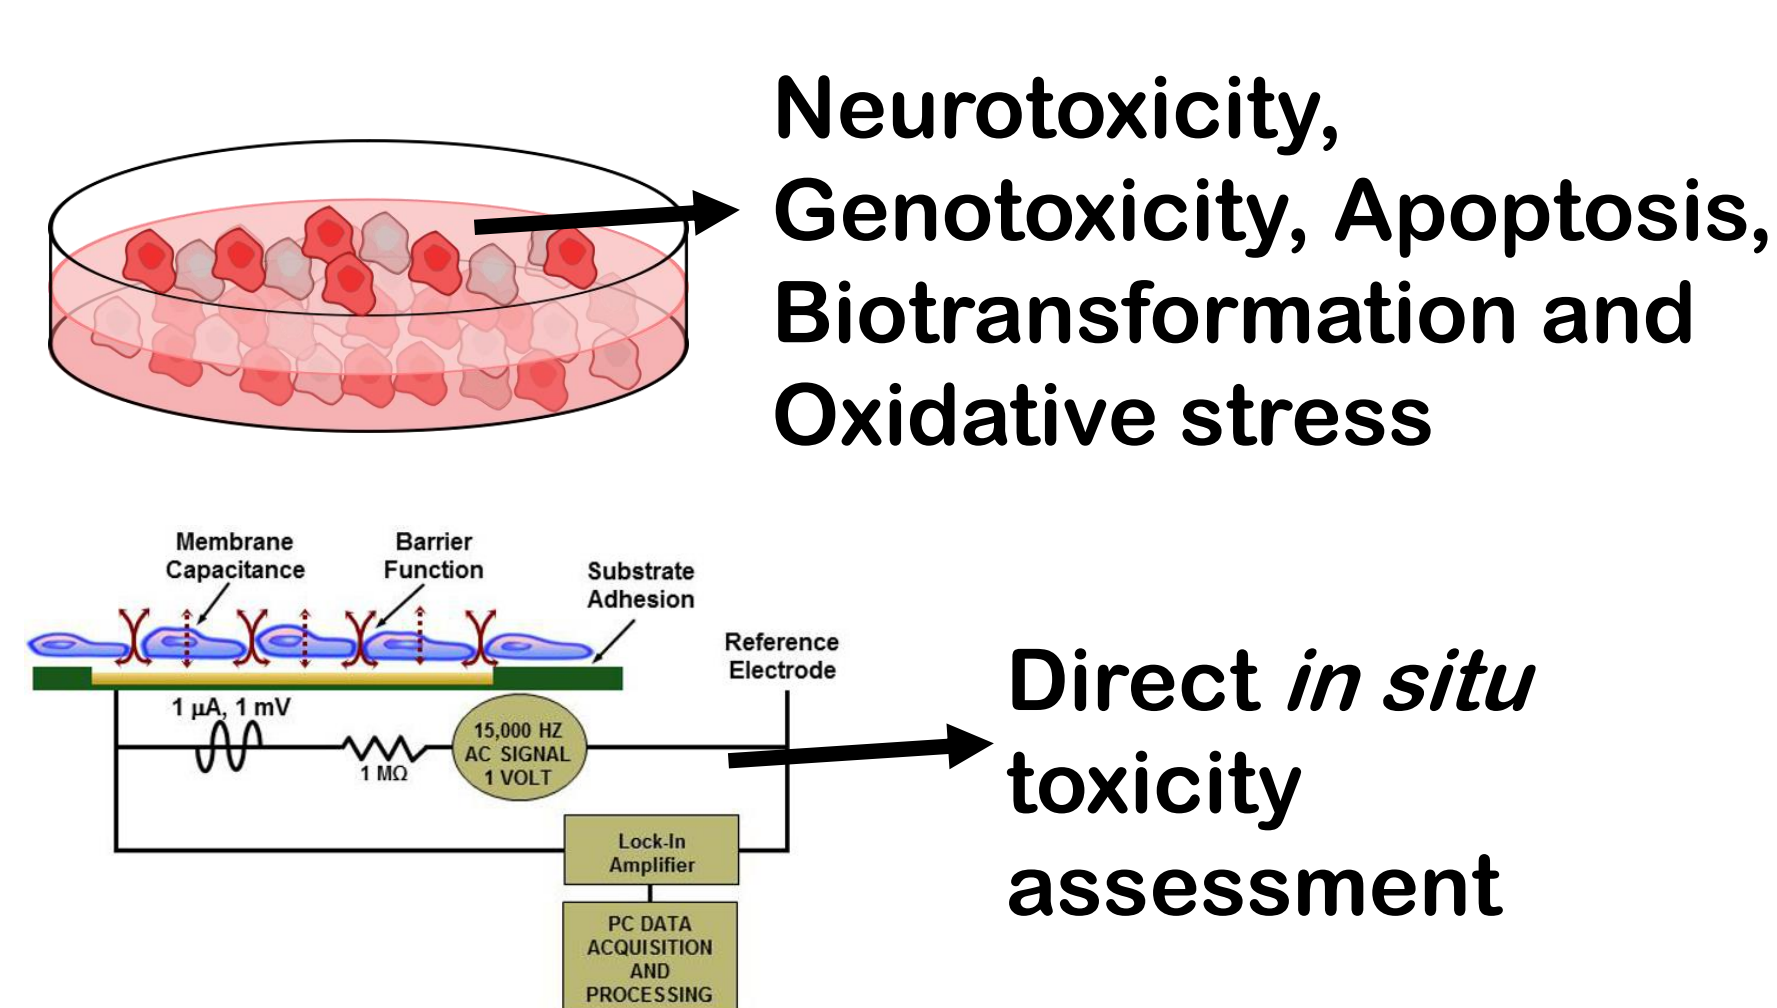 Neurotoxicity,
Genotoxicity, Apoptosis,
Biotransformation and
Oxidative stress
Membrane
Capacitance
Barrier
Function
Substrate
Adhesion
Reference
Electrode
1 μA, 1 mV
1 MΩ
15,000 HZ
AC SIGNAL
1 VOLT
Lock-In
Amplifier
PC DATA
ACQUISITION
AND
PROCESSING
Direct in situ
toxicity
assessment